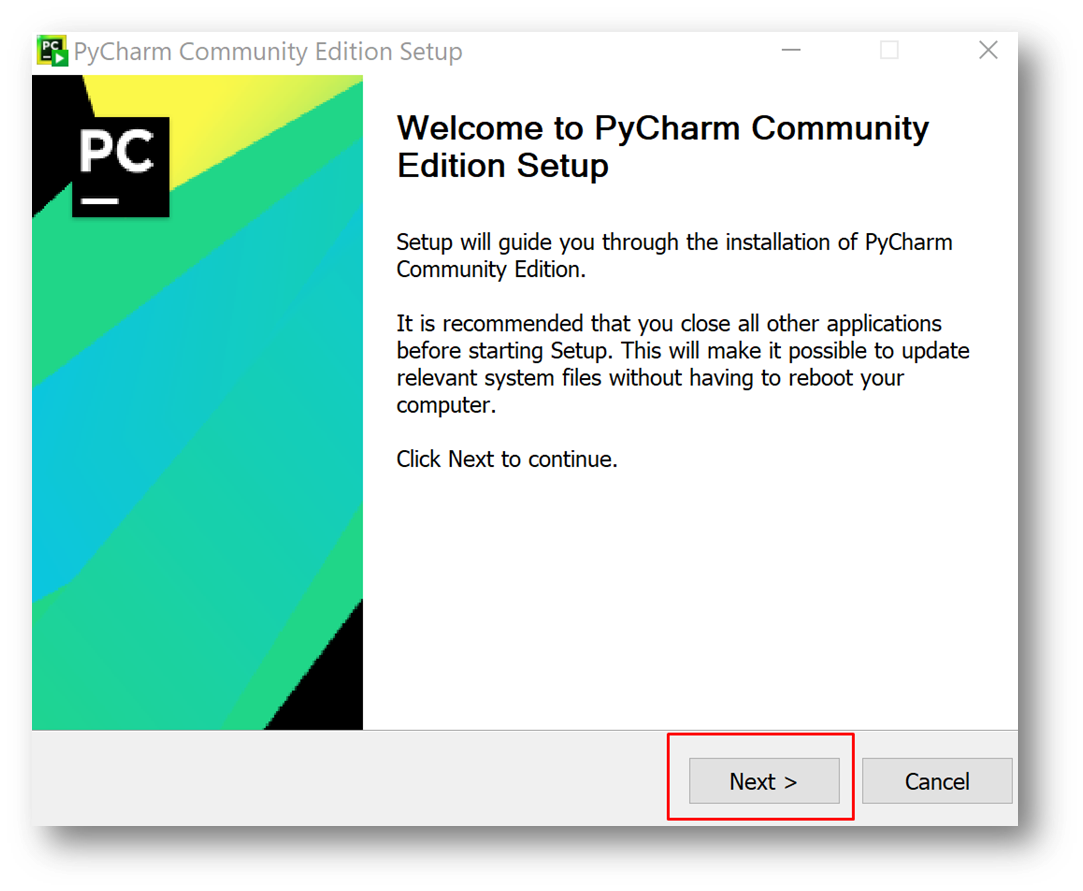 PyCharm Community Edition Setup
PC
Welcome to PyCharm Community
Edition Setup
Setup will guide you through the installation of PyCharm
Community Edition.
It is recommended that you close all other applications
before starting Setup. This will make it possible to update
relevant system files without having to reboot your
computer.
Click Next to continue.
Next >
Cancel